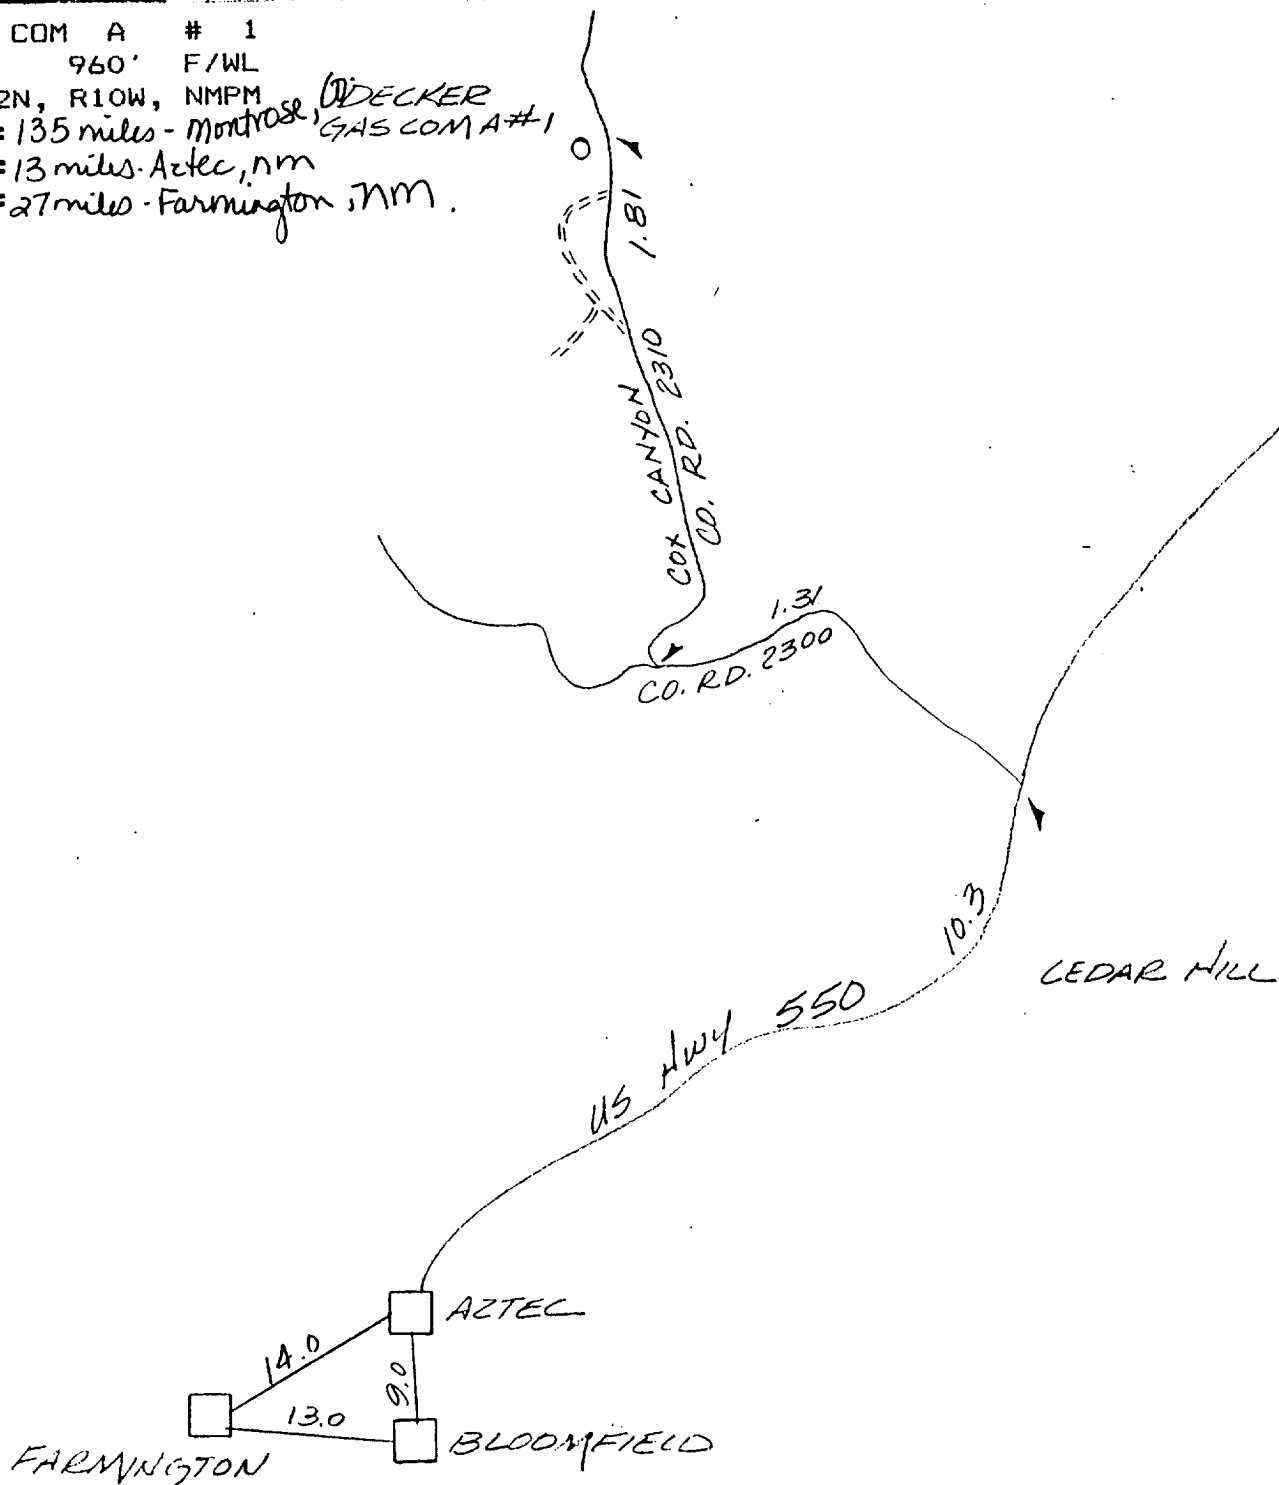 COM A # 1
960' F/WL
2N, R10W, NMPM
= 135 miles - Montrose,
= 13 miles - Aztec, nm
= 27 miles - Farmington, NM.
DECKER
GAS COM A #1
1.81
COX CANYON
CO. RD. 2310
1.31
CO. RD. 2300
10.3
CEDAR HILL
US HWY 550
AZTEC
14.0
9.0
13.0
BLOOMFIELD
FARMINGTON